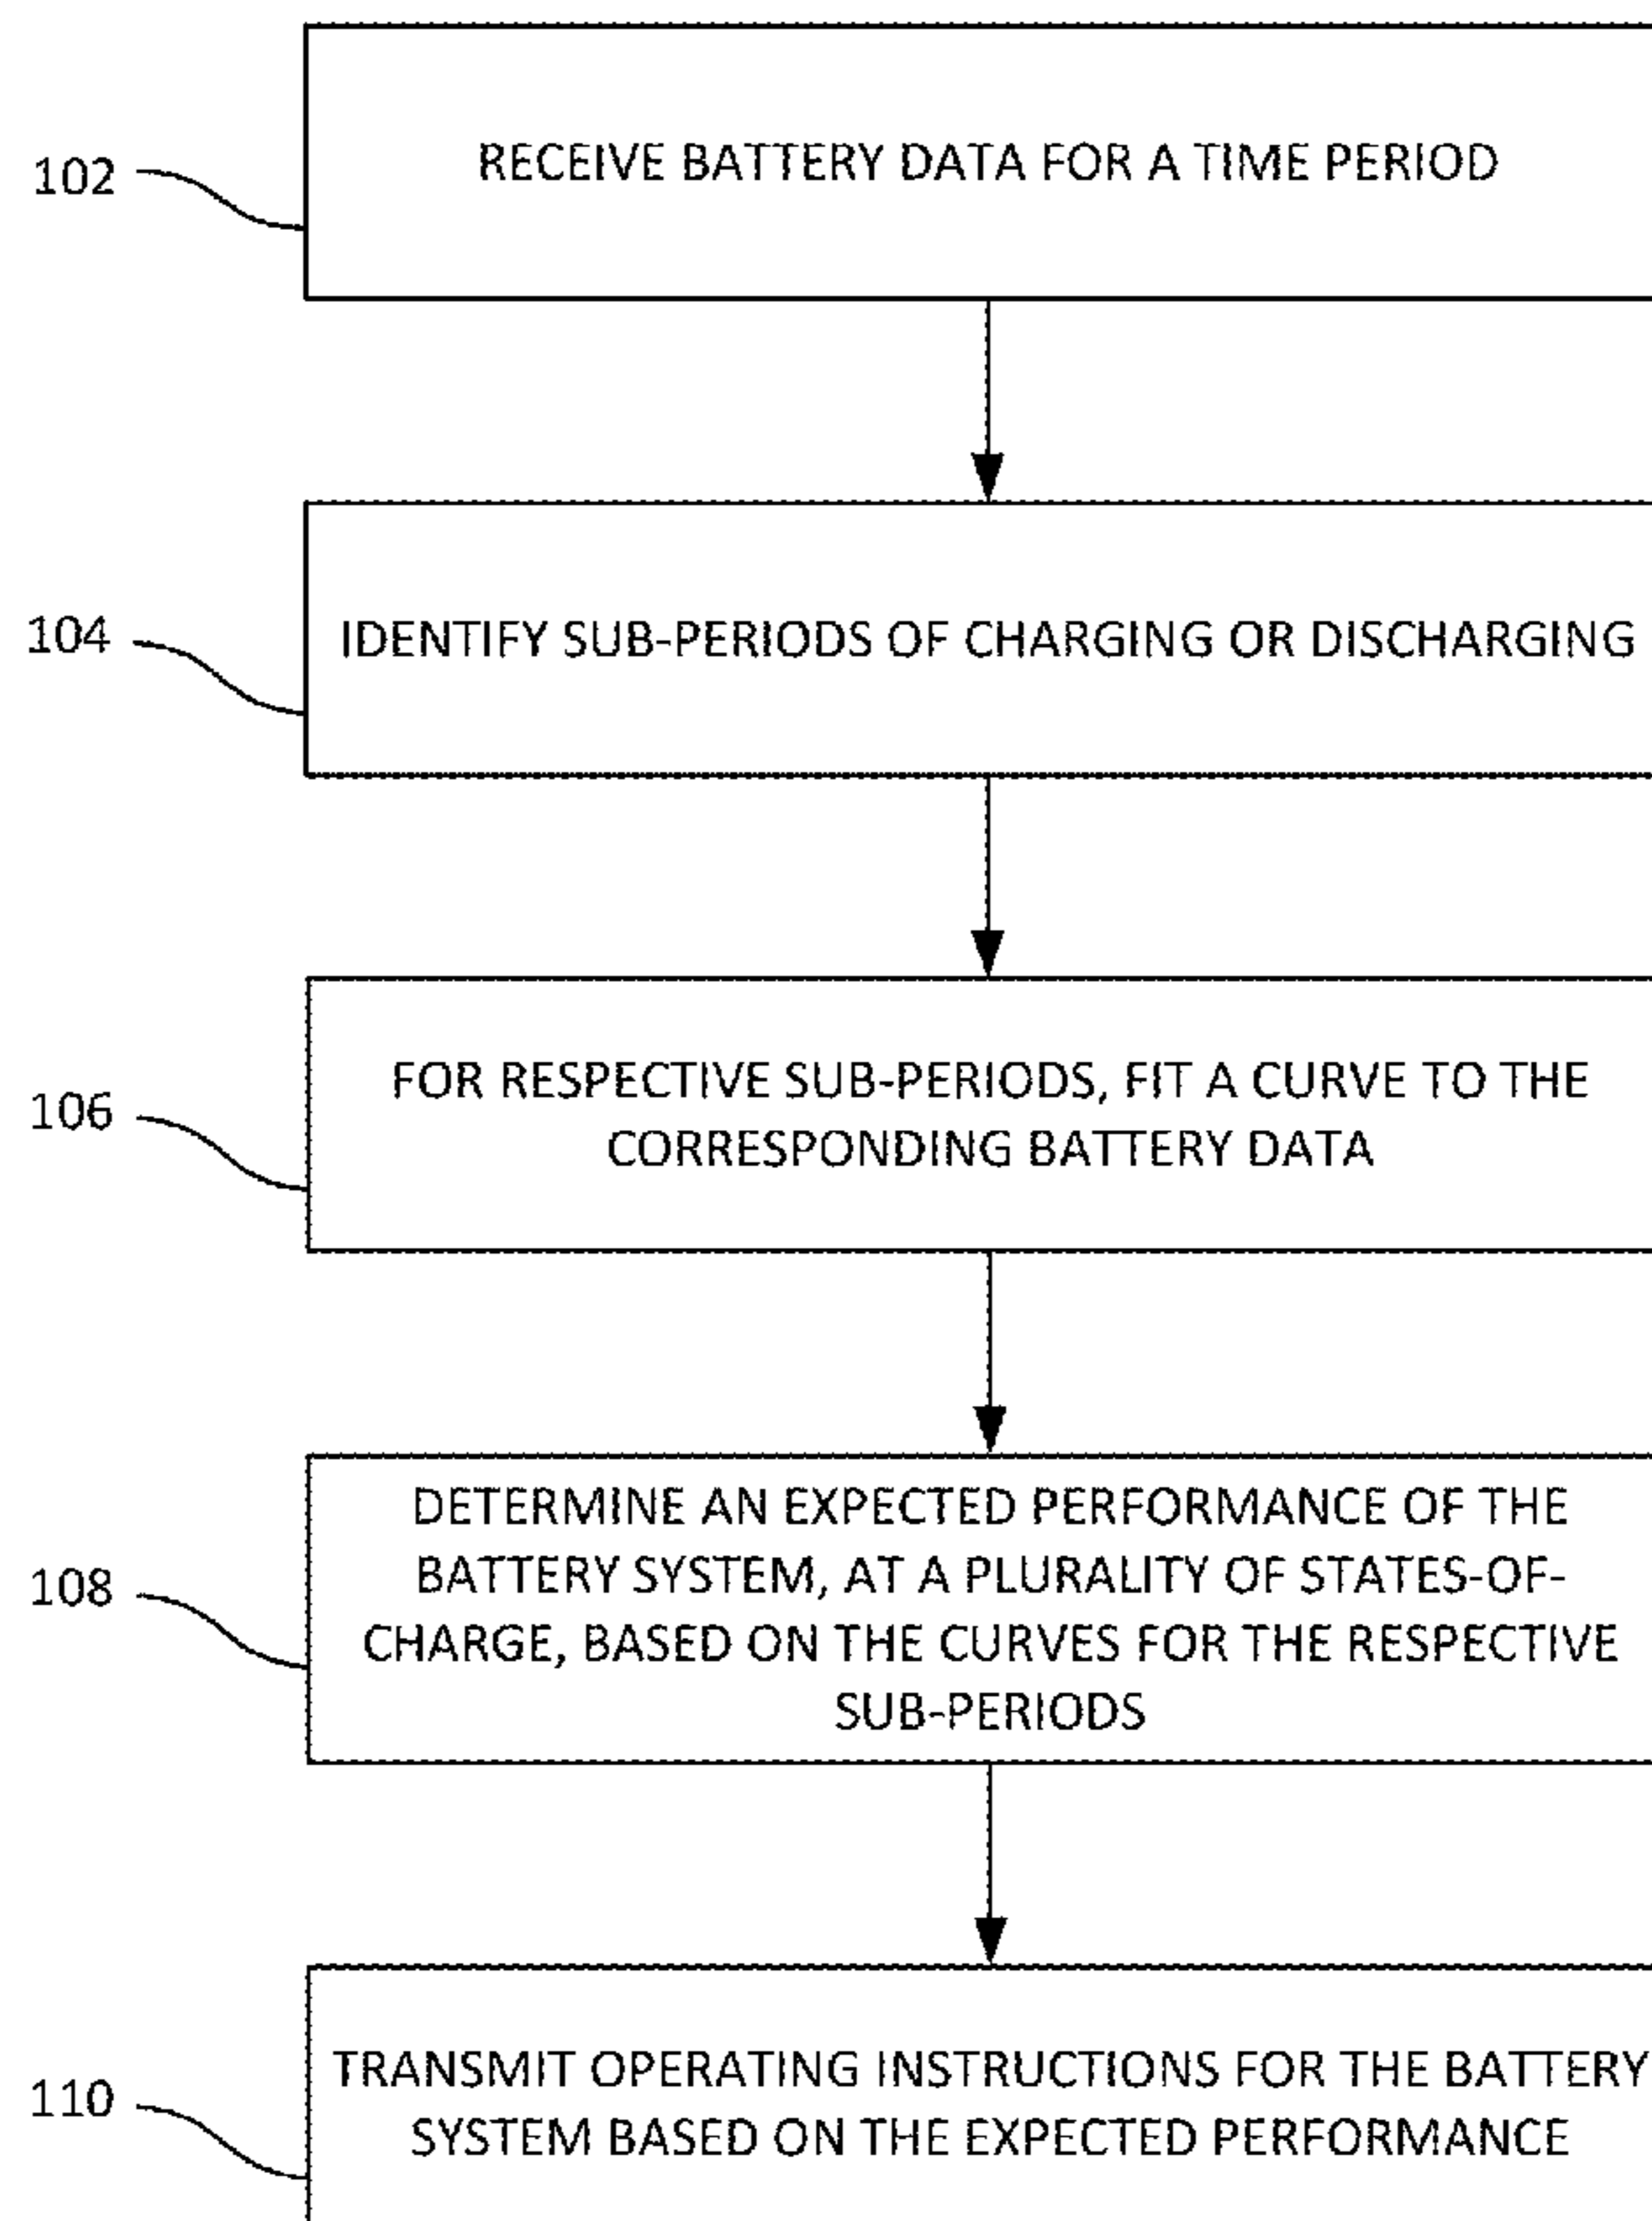 102
RECEIVE BATTERY DATA FOR A TIME PERIOD
104
IDENTIFY SUB-PERIODS OF CHARGING OR DISCHARGING
106
FOR RESPECTIVE SUB-PERIODS, FIT A CURVE TO THE
CORRESPONDING BATTERY DATA
108
DETERMINE AN EXPECTED PERFORMANCE OF THE
BATTERY SYSTEM, AT A PLURALITY OF STATES-OF-
CHARGE, BASED ON THE CURVES FOR THE RESPECTIVE
SUB-PERIODS
110
TRANSMIT OPERATING INSTRUCTIONS FOR THE BATTERY
SYSTEM BASED ON THE EXPECTED PERFORMANCE